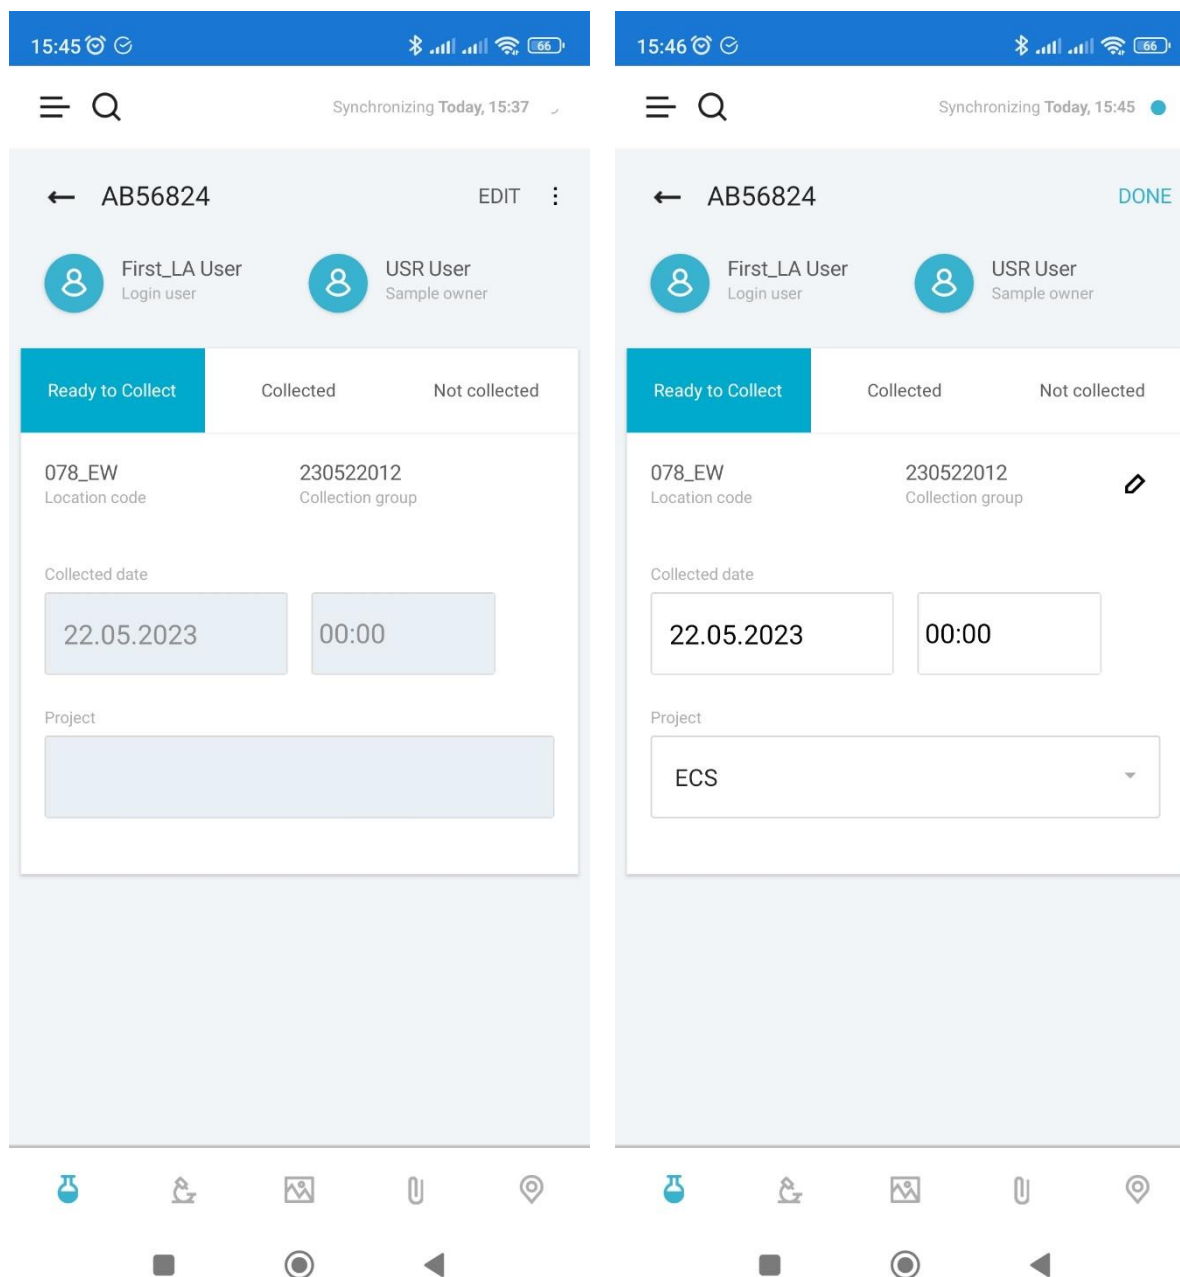 15:45
66
Synchronizing Today, 15:37
AB56824
EDIT
First_LA User
Login user
USR User
Sample owner
Ready to Collect
Collected
Not collected
078_EW
Location code
230522012
Collection group
Collected date
22.05.2023
00:00
Project
15:46
66
Synchronizing Today, 15:45
AB56824
DONE
First_LA User
Login user
USR User
Sample owner
Ready to Collect
Collected
Not collected
078_EW
Location code
230522012
Collection group
Collected date
22.05.2023
00:00
Project
ECS